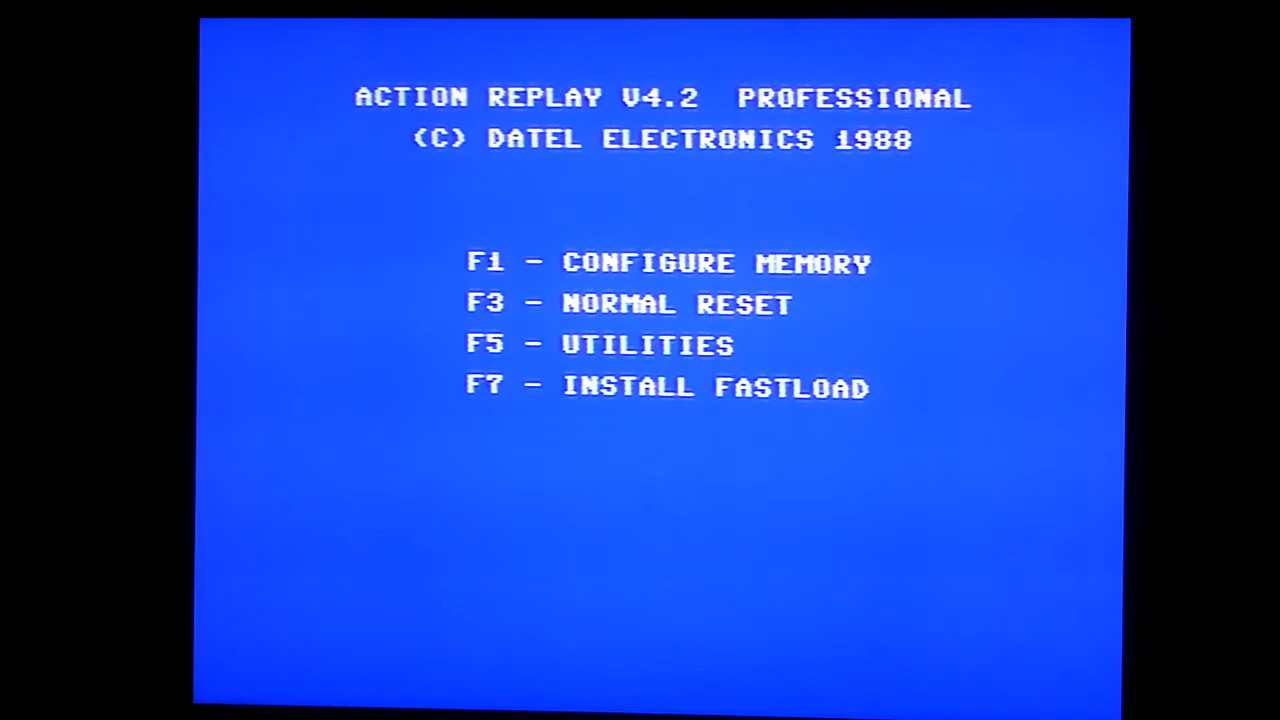 ACTION REPLAY V4.2 PROFESSIONAL
(C) DATEL ELECTRONICS 1988
F1 - CONFIGURE MEMORY
F3 - NORMAL RESET
F5 - UTILITIES
F7 - INSTALL FASTLOAD